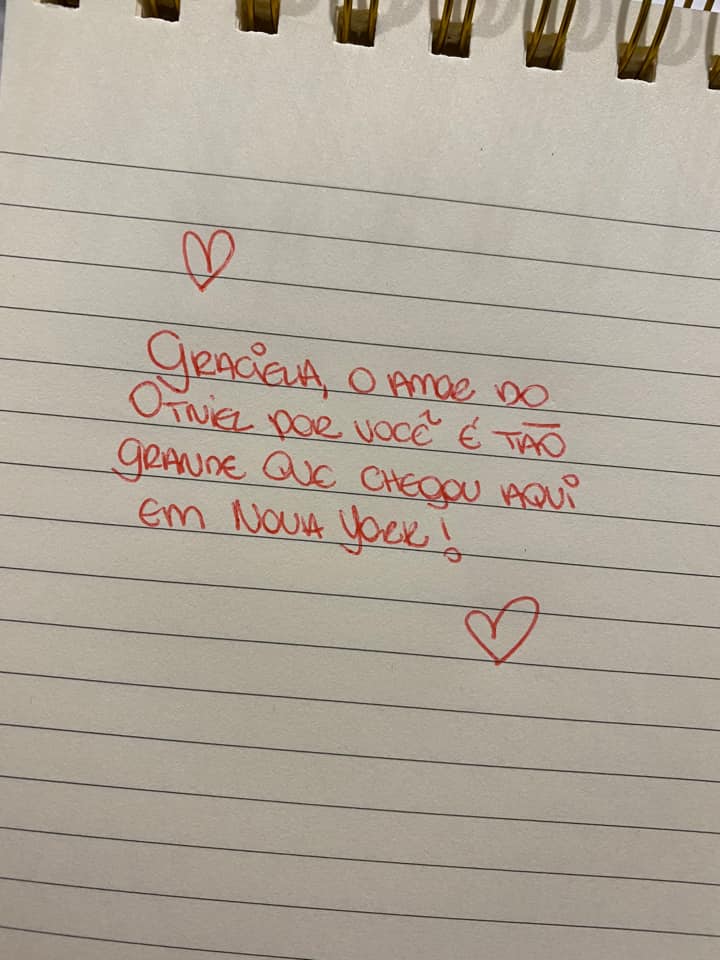 GRACIELA, O AMOR DO
OTNIEL POR VOCÊ É TÃO
GRANDE QUE CHEGOU AQUI
EM NOVA YORK!